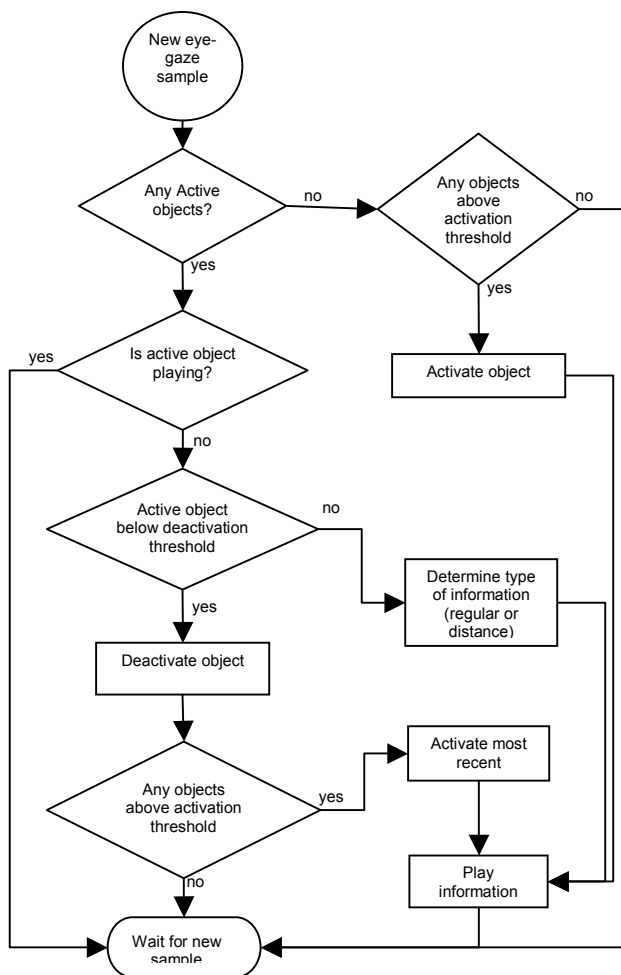 New eye-
gaze
sample
Any Active
objects?
no
Any objects
above
activation
threshold
no
yes
yes
Activate object
Is active object
playing?
yes
no
Active object
below deactivation
threshold
no
Determine type
of information
(regular or
distance)
yes
Deactivate object
Any objects
above activation
threshold
yes
Activate most
recent
no
Play
information
Wait for new
sample